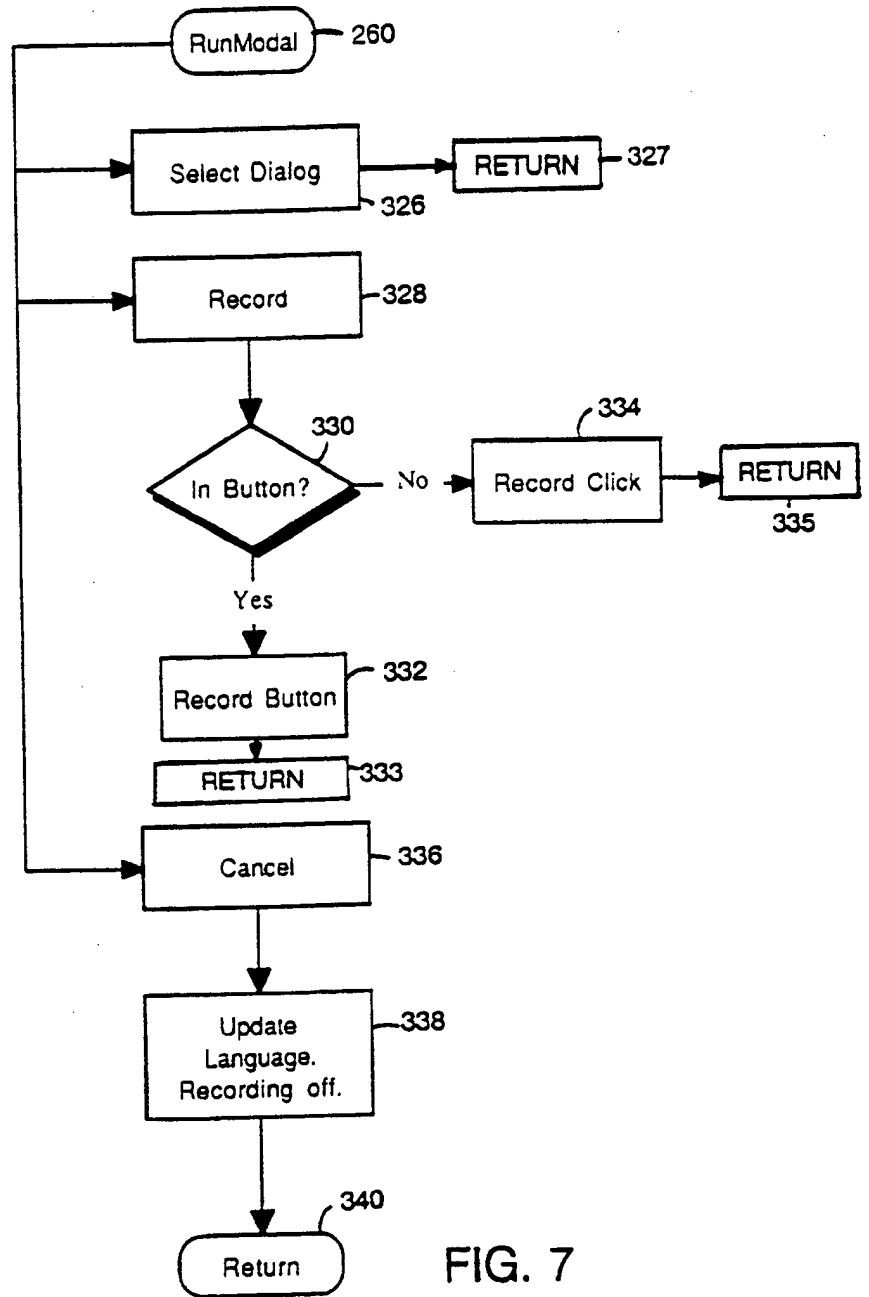 RunModal 260
Select Dialog
326
RETURN 327
Record 328
330
In Button?
No
334
Record Click
RETURN
335
Yes
Record Button 332
RETURN 333
Cancel 336
Update
Language.
Recording off.
338
340
Return
FIG. 7